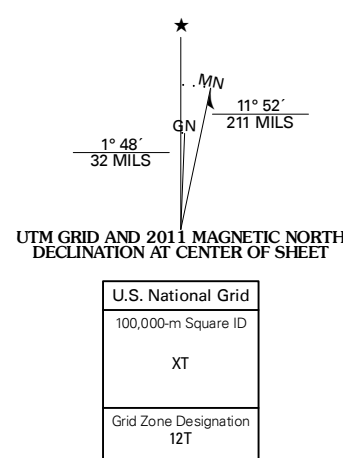 ★
MN
GN
11° 52´
211 MILS
1° 48´
32 MILS
UTM GRID AND 2011 MAGNETIC NORTH
DECLINATION AT CENTER OF SHEET
U.S. National Grid
100,000-m Square ID
XT
Grid Zone Designation
12T